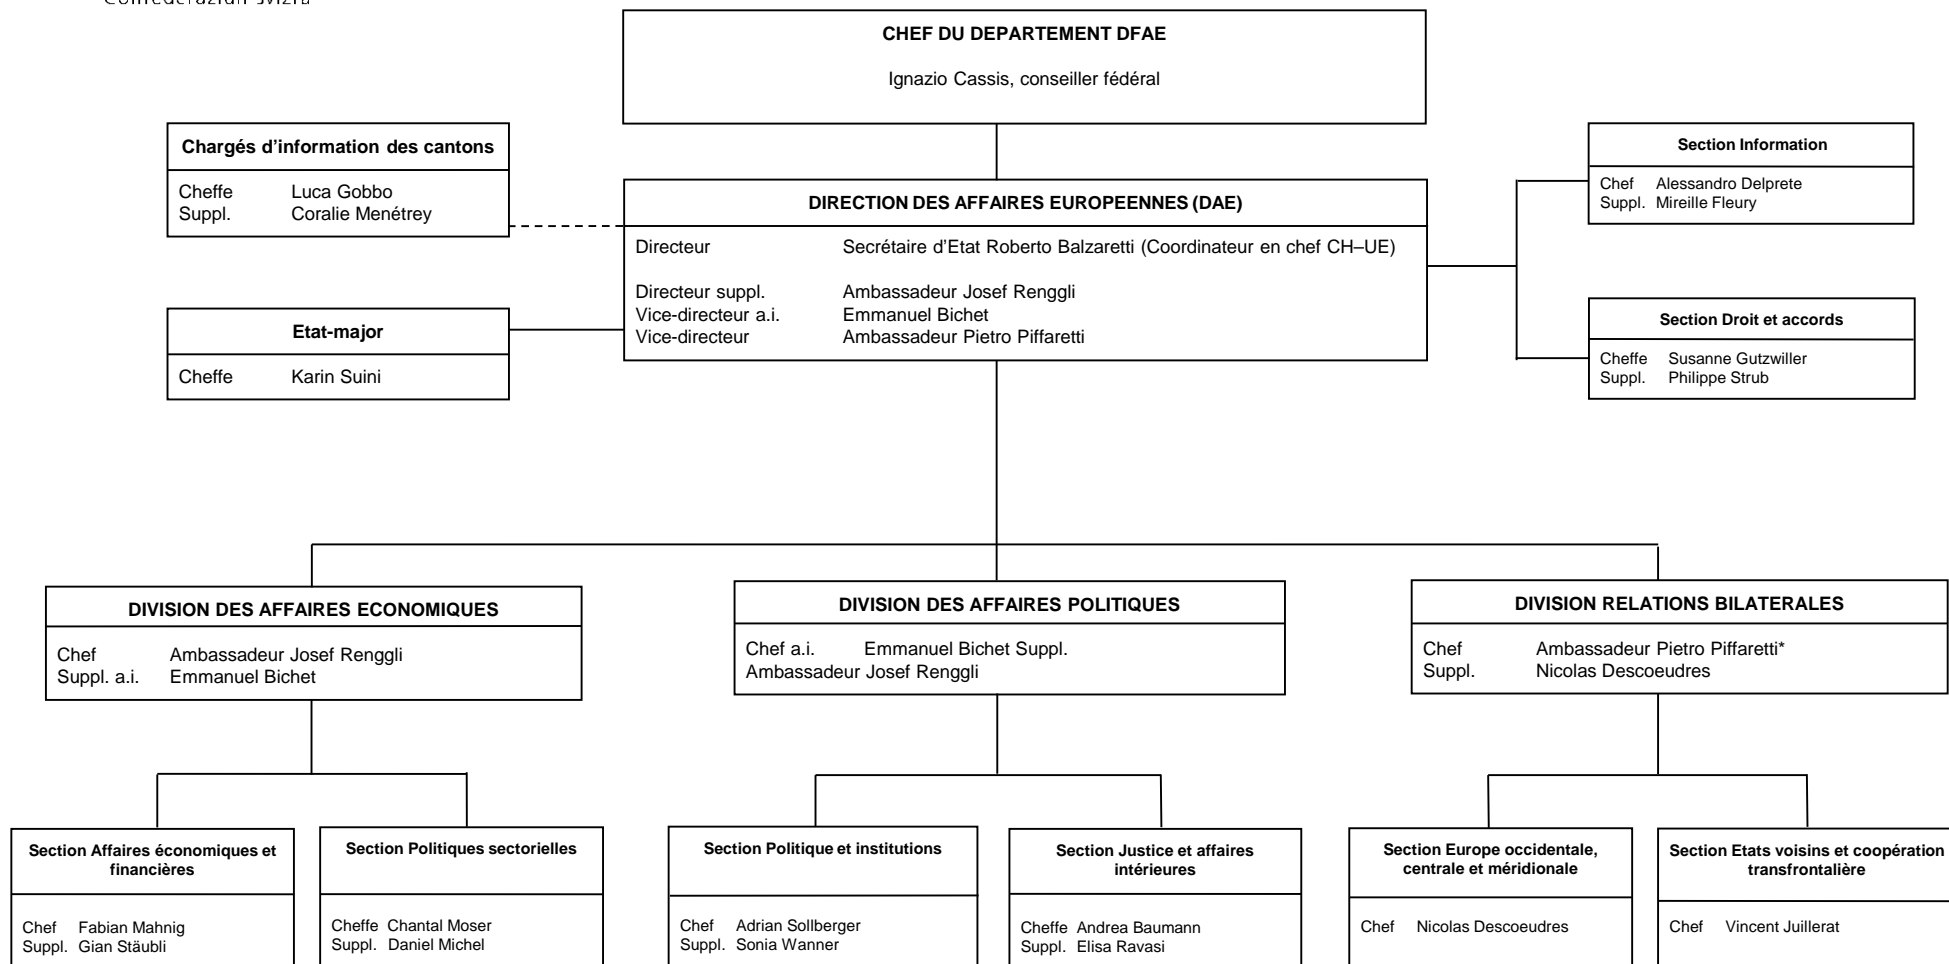 Confederaziun svizra
CHEF DU DEPARTEMENT DFAE
Ignazio Cassis, conseiller fédéral
Chargés d’information des cantons
Cheffe Luca Gobbo
Suppl. Coralie Menétrey
Section Information
Chef Alessandro Delprete
Suppl. Mireille Fleury
DIRECTION DES AFFAIRES EUROPEENNES (DAE)
Directeur Secrétaire d’Etat Roberto Balzaretti (Coordinateur en chef CH–UE)
Directeur suppl. Ambassadeur Josef Renggli
Vice-directeur a.i. Emmanuel Bichet
Vice-directeur Ambassadeur Pietro Piffaretti
Etat-major
Cheffe Karin Suini
Section Droit et accords
Cheffe Susanne Gutzwiller
Suppl. Philippe Strub
DIVISION DES AFFAIRES ECONOMIQUES
Chef Ambassadeur Josef Renggli
Suppl. a.i. Emmanuel Bichet
DIVISION DES AFFAIRES POLITIQUES
Chef a.i. Emmanuel Bichet Suppl.
Ambassadeur Josef Renggli
DIVISION RELATIONS BILATERALES
Chef Ambassadeur Pietro Piffaretti*
Suppl. Nicolas Descoeudres
Section Affaires économiques et
financières
Chef Fabian Mahnig
Suppl. Gian Stäubli
Section Politiques sectorielles
Cheffe Chantal Moser
Suppl. Daniel Michel
Section Politique et institutions
Chef Adrian Sollberger
Suppl. Sonia Wanner
Section Justice et affaires
intérieures
Cheffe Andrea Baumann
Suppl. Elisa Ravasi
Section Europe occidentale,
centrale et méridionale
Chef Nicolas Descoeudres
Section Etats voisins et coopération
transfrontalière
Chef Vincent Juillerat